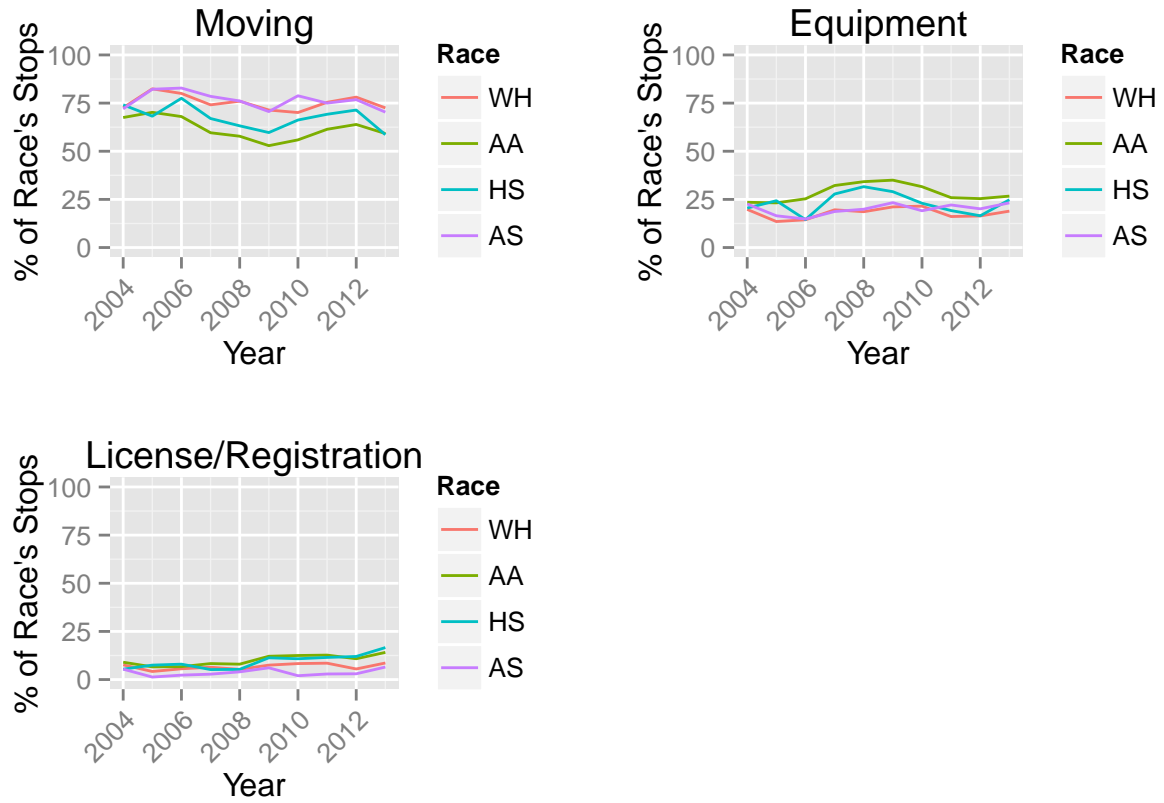 Moving
% of Race's Stops
100
75
50
25
0
2004
2006
2008
2010
2012
Year
Race
WH
AA
HS
AS
Equipment
% of Race's Stops
100
75
50
25
0
2004
2006
2008
2010
2012
Year
Race
WH
AA
HS
AS
License/Registration
% of Race's Stops
100
75
50
25
0
2004
2006
2008
2010
2012
Year
Race
WH
AA
HS
AS